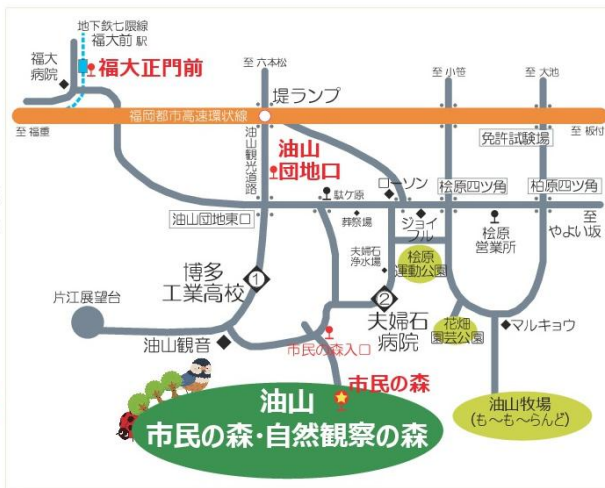 地下鉄七隈線
福大前 駅
福大
病院
福大正門前
至 六本松
至 小笹
至 大池
堤ランプ
福岡都市高速環状線
至 福重
至 板付
免許試験場
油山観光道路
油山
団地口
駄ケ原
ローソン
桧原四ツ角
柏原四ツ角
葬祭場
油山団地東口
ジョイ
フル
桧原
営業所
至
やよい坂
夫婦石
浄水場
桧原
運動公園
博多
工業高校
1
2
夫婦石
病院
片江展望台
油山観音
市民の森入口
花畑
園芸公園
マルキョウ
市民の森
油山
市民の森・自然観察の森
油山牧場
(も〜も〜らんど)